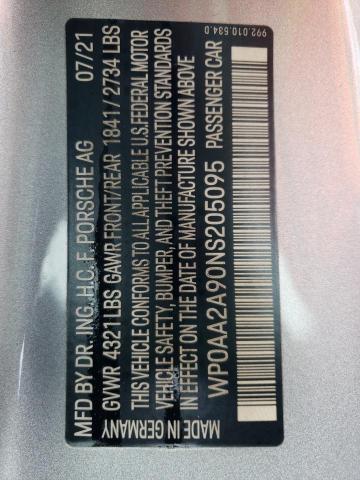 MFD BY DR. ING. H.C. F. PORSCHE AG 07/21
GVWR 4321 LBS GAWR FRONT/REAR 1841/ 2734 LBS
THIS VEHICLE CONFORMS TO ALL APPLICABLE U.S. FEDERAL MOTOR
VEHICLE SAFETY, BUMPER, AND THEFT PREVENTION STANDARDS
IN EFFECT ON THE DATE OF MANUFACTURE SHOWN ABOVE
WP0AA2A90NS205095 PASSENGER CAR
MADE IN GERMANY
992.010.534.0